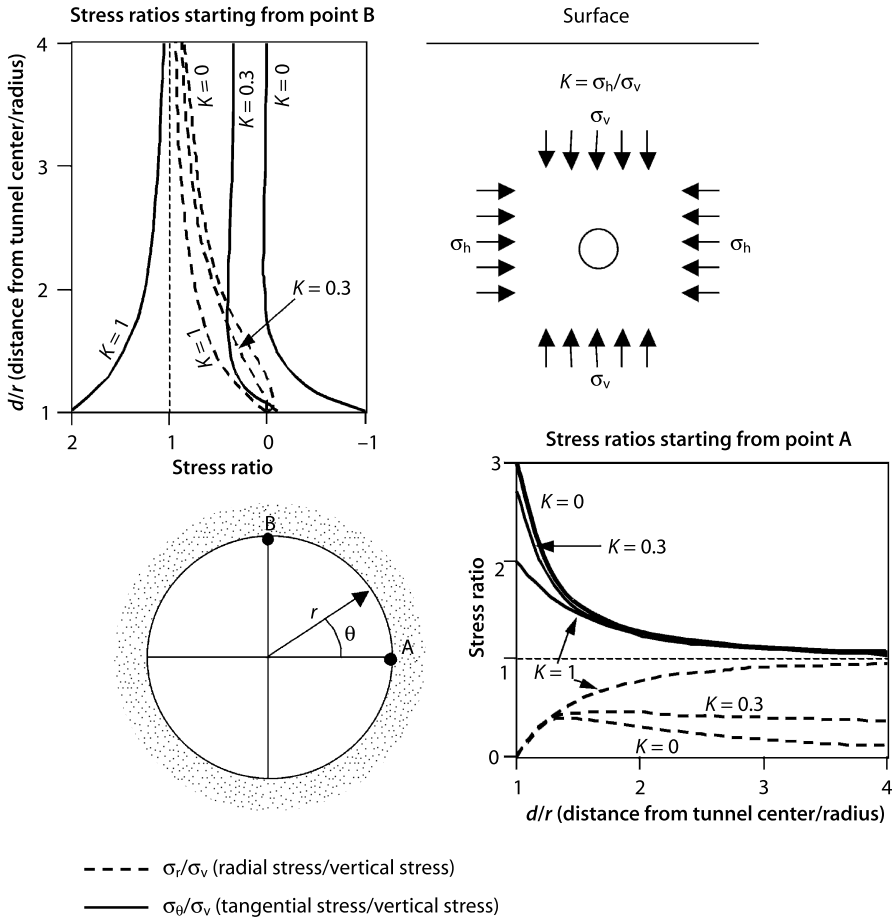 Stress ratios starting from point B
4
3
2
1
d/r (distance from tunnel center/radius)
K = 1
K = 0
K = 0.3
K = 0
K = 1
K = 0.3
2
1
0
–1
Stress ratio
Surface
K = σh/σv
σv
σh
σh
σv
B
r
θ
A
Stress ratios starting from point A
3
2
1
0
Stress ratio
K = 0
K = 0.3
K = 1
K = 0.3
K = 0
1
2
3
4
d/r (distance from tunnel center/radius)
σr/σv (radial stress/vertical stress)
σθ/σv (tangential stress/vertical stress)